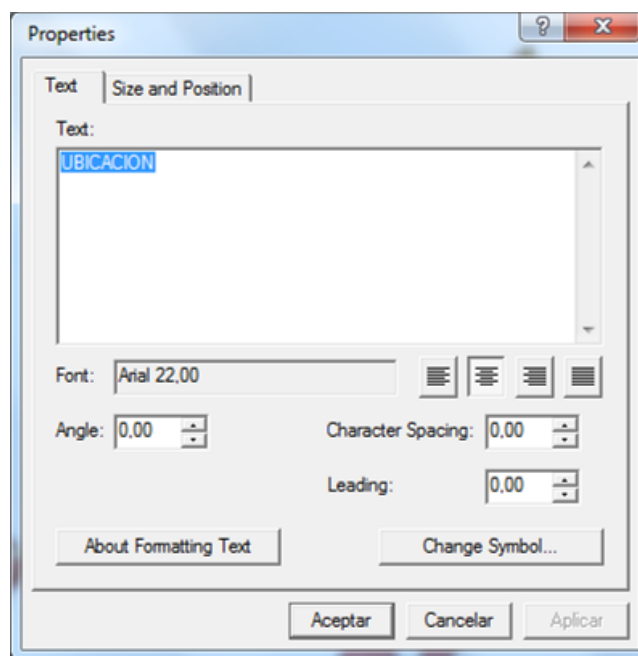 Properties
Text Size and Position
Text:
UBICACION
Font: Arial 22,00
Angle: 0,00 Character Spacing: 0,00
Leading: 0,00
About Formatting Text Change Symbol...
Aceptar Cancelar Aplicar